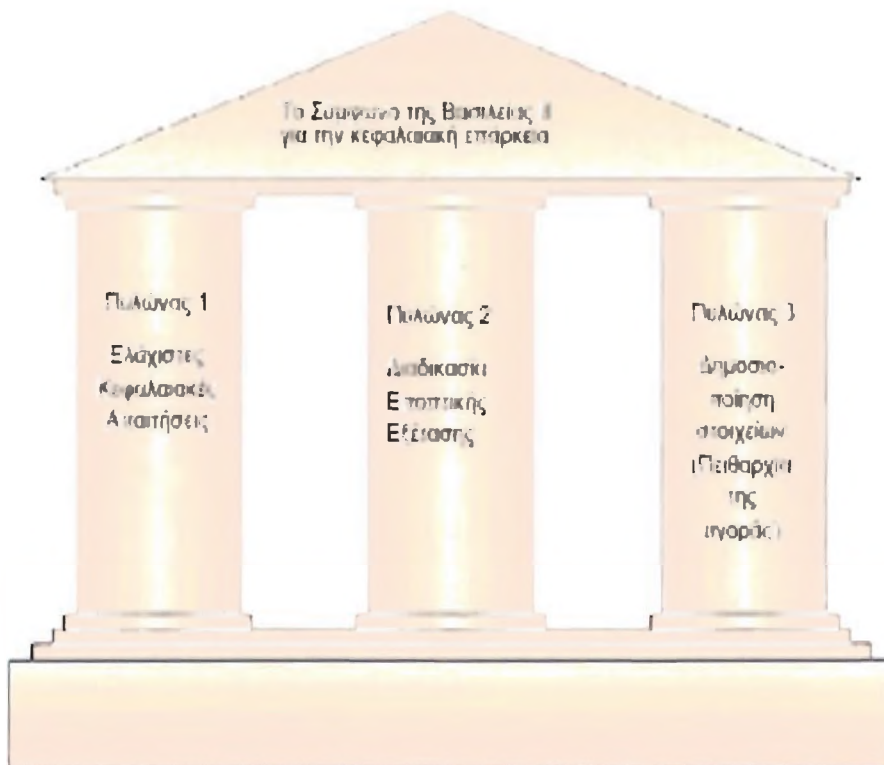 Το Σύμφωνο της Βασιλείας
για την κεφαλαιακή επάρκεια
Πυλώνας 1
Ελάχιστες
Κεφαλαιακές
Απαιτήσεις
Πυλώνας 2
Διαδικασία
Εποπτικής
Εξέτασης
Πυλώνας 3
Δημοσιο-
ποίηση
στοιχείων
(Πειθαρχία
της
αγοράς)